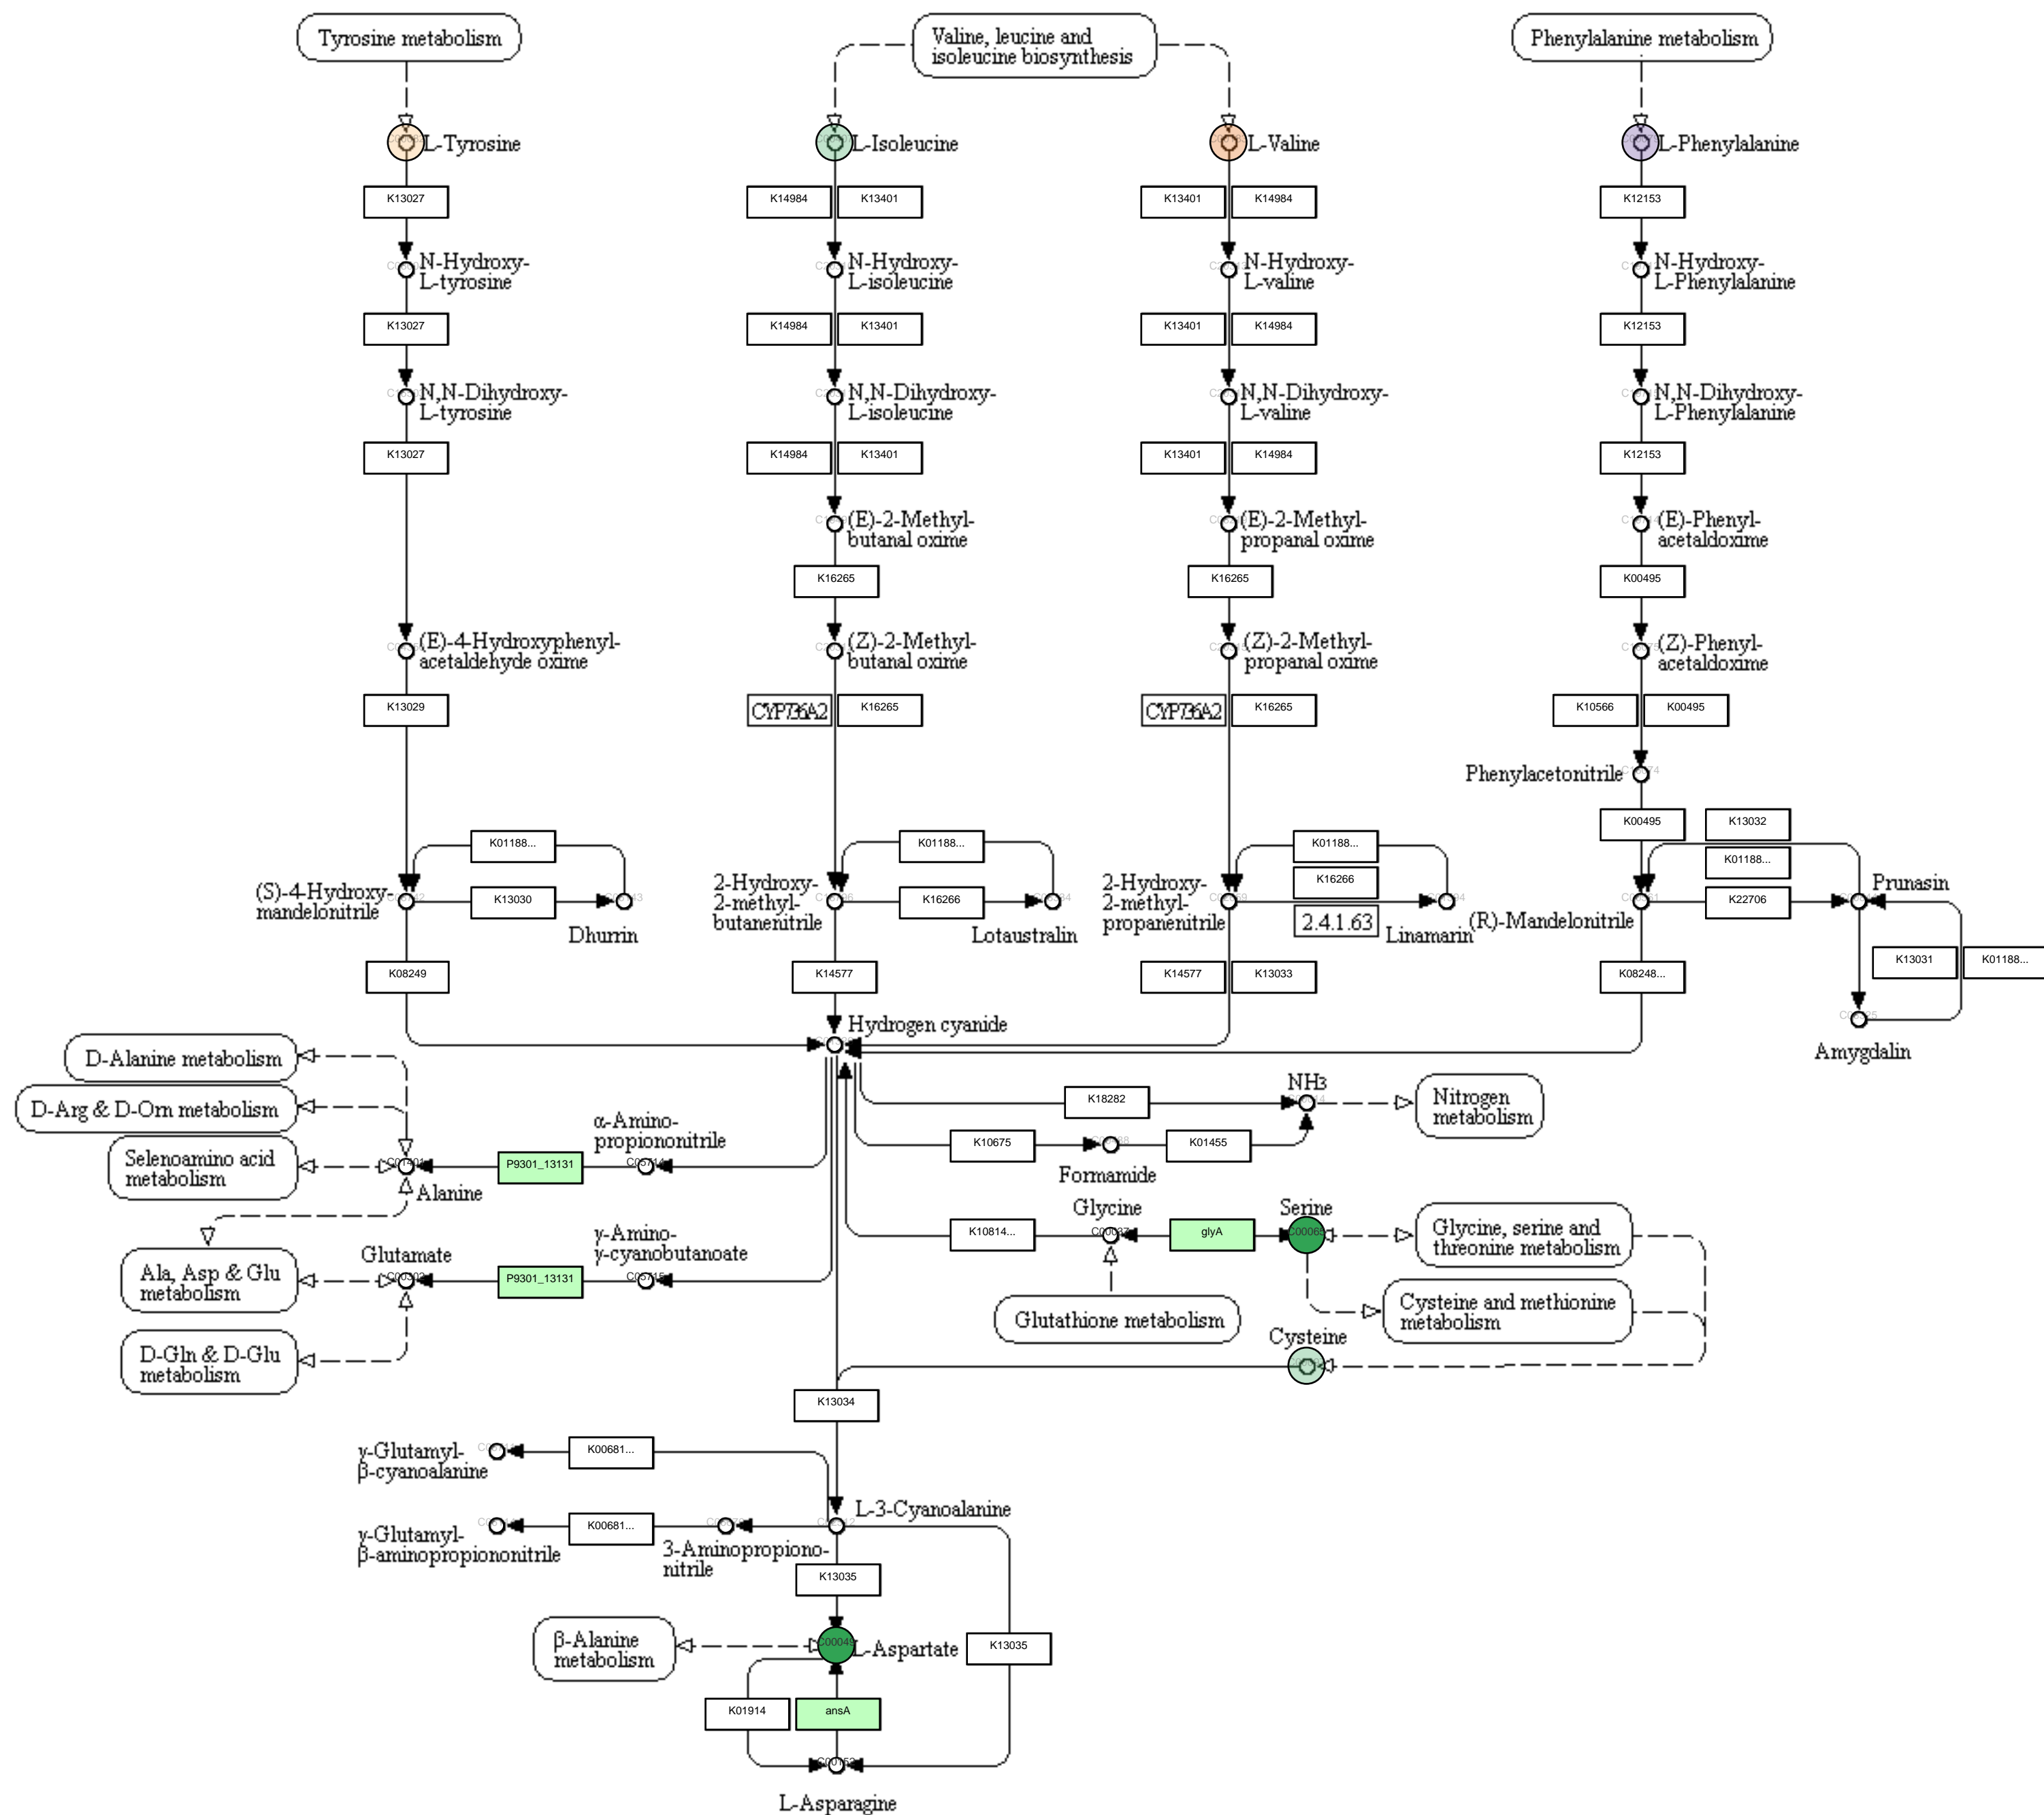 Tyrosine metabolism
Valine, leucine and
isoleucine biosynthesis
Phenylalanine metabolism
L-Tyrosine
L-Isoleucine
L-Valine
L-Phenylalanine
K13027
K14984
K13401
K13401
K14984
K12153
N-Hydroxy-
L-tyrosine
N-Hydroxy-
L-isoleucine
N-Hydroxy-
L-valine
N-Hydroxy-
L-Phenylalanine
K13027
K14984
K13401
K13401
K14984
K12153
N,N-Dihydroxy-
L-tyrosine
N,N-Dihydroxy-
L-isoleucine
N,N-Dihydroxy-
L-valine
N,N-Dihydroxy-
L-Phenylalanine
K13027
K14984
K13401
K13401
K14984
K12153
(E)-2-Methyl-
butanal oxime
(E)-2-Methyl-
propanal oxime
(E)-Phenyl-
acetaldoxime
K16265
K16265
K00495
(E)-4-Hydroxyphenyl-
acetaldehyde oxime
(Z)-2-Methyl-
butanal oxime
(Z)-2-Methyl-
propanal oxime
(Z)-Phenyl-
acetaldoxime
K13029
CYP736A2
K16265
CYP736A2
K16265
K10566
K00495
Phenylacetonitrile
K00495
K13032
K01188...
K01188...
K01188...
K01188...
K16266
(S)-4-Hydroxy-
mandelonitrile
K13030
Dhurrin
2-Hydroxy-
2-methyl-
butanenitrile
K16266
Lotaustralin
2-Hydroxy-
2-methyl-
propanenitrile
2.4.1.63
Linamarin
(R)-Mandelonitrile
K22706
Prunasin
K08249
K14577
K14577
K13033
K08248...
K13031
K01188...
Hydrogen cyanide
Amygdalin
D-Alanine metabolism
D-Arg & D-Orn metabolism
Selenoamino acid
metabolism
Alanine
P9301_13131
α-Amino-
propiononitrile
K18282
NH3
Nitrogen
metabolism
K10675
K01455
Formamide
Ala, Asp & Glu
metabolism
Glutamate
P9301_13131
γ-Amino-
γ-cyanobutanoate
K10814...
Glycine
glyA
Serine
C00065
Glycine, serine and
threonine metabolism
Glutathione metabolism
Cysteine and methionine
metabolism
D-Gln & D-Glu
metabolism
Cysteine
K13034
γ-Glutamyl-
β-cyanoalanine
K00681...
L-3-Cyanoalanine
γ-Glutamyl-
β-aminopropiononitrile
K00681...
3-Aminopropiono-
nitrile
K13035
β-Alanine
metabolism
C00049
L-Aspartate
K13035
K01914
ansA
L-Asparagine